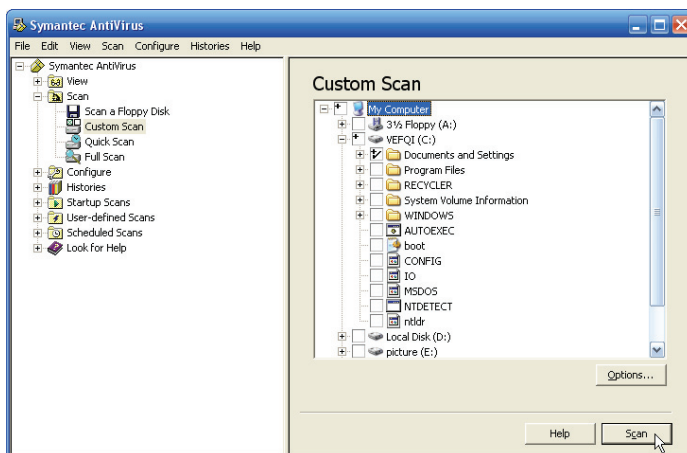 Symantec AntiVirus
File Edit View Scan Configure Histories Help
Symantec AntiVirus
View
Scan
Scan a Floppy Disk
Custom Scan
Quick Scan
Full Scan
Configure
Histories
Startup Scans
User-defined Scans
Scheduled Scans
Look for Help
Custom Scan
My Computer
3½ Floppy (A:)
VEFQI (C:)
Documents and Settings
Program Files
RECYCLER
System Volume Information
WINDOWS
AUTOEXEC
boot
CONFIG
IO
MSDOS
NTDETECT
ntldr
Local Disk (D:)
picture (E:)
Options...
Help Scan